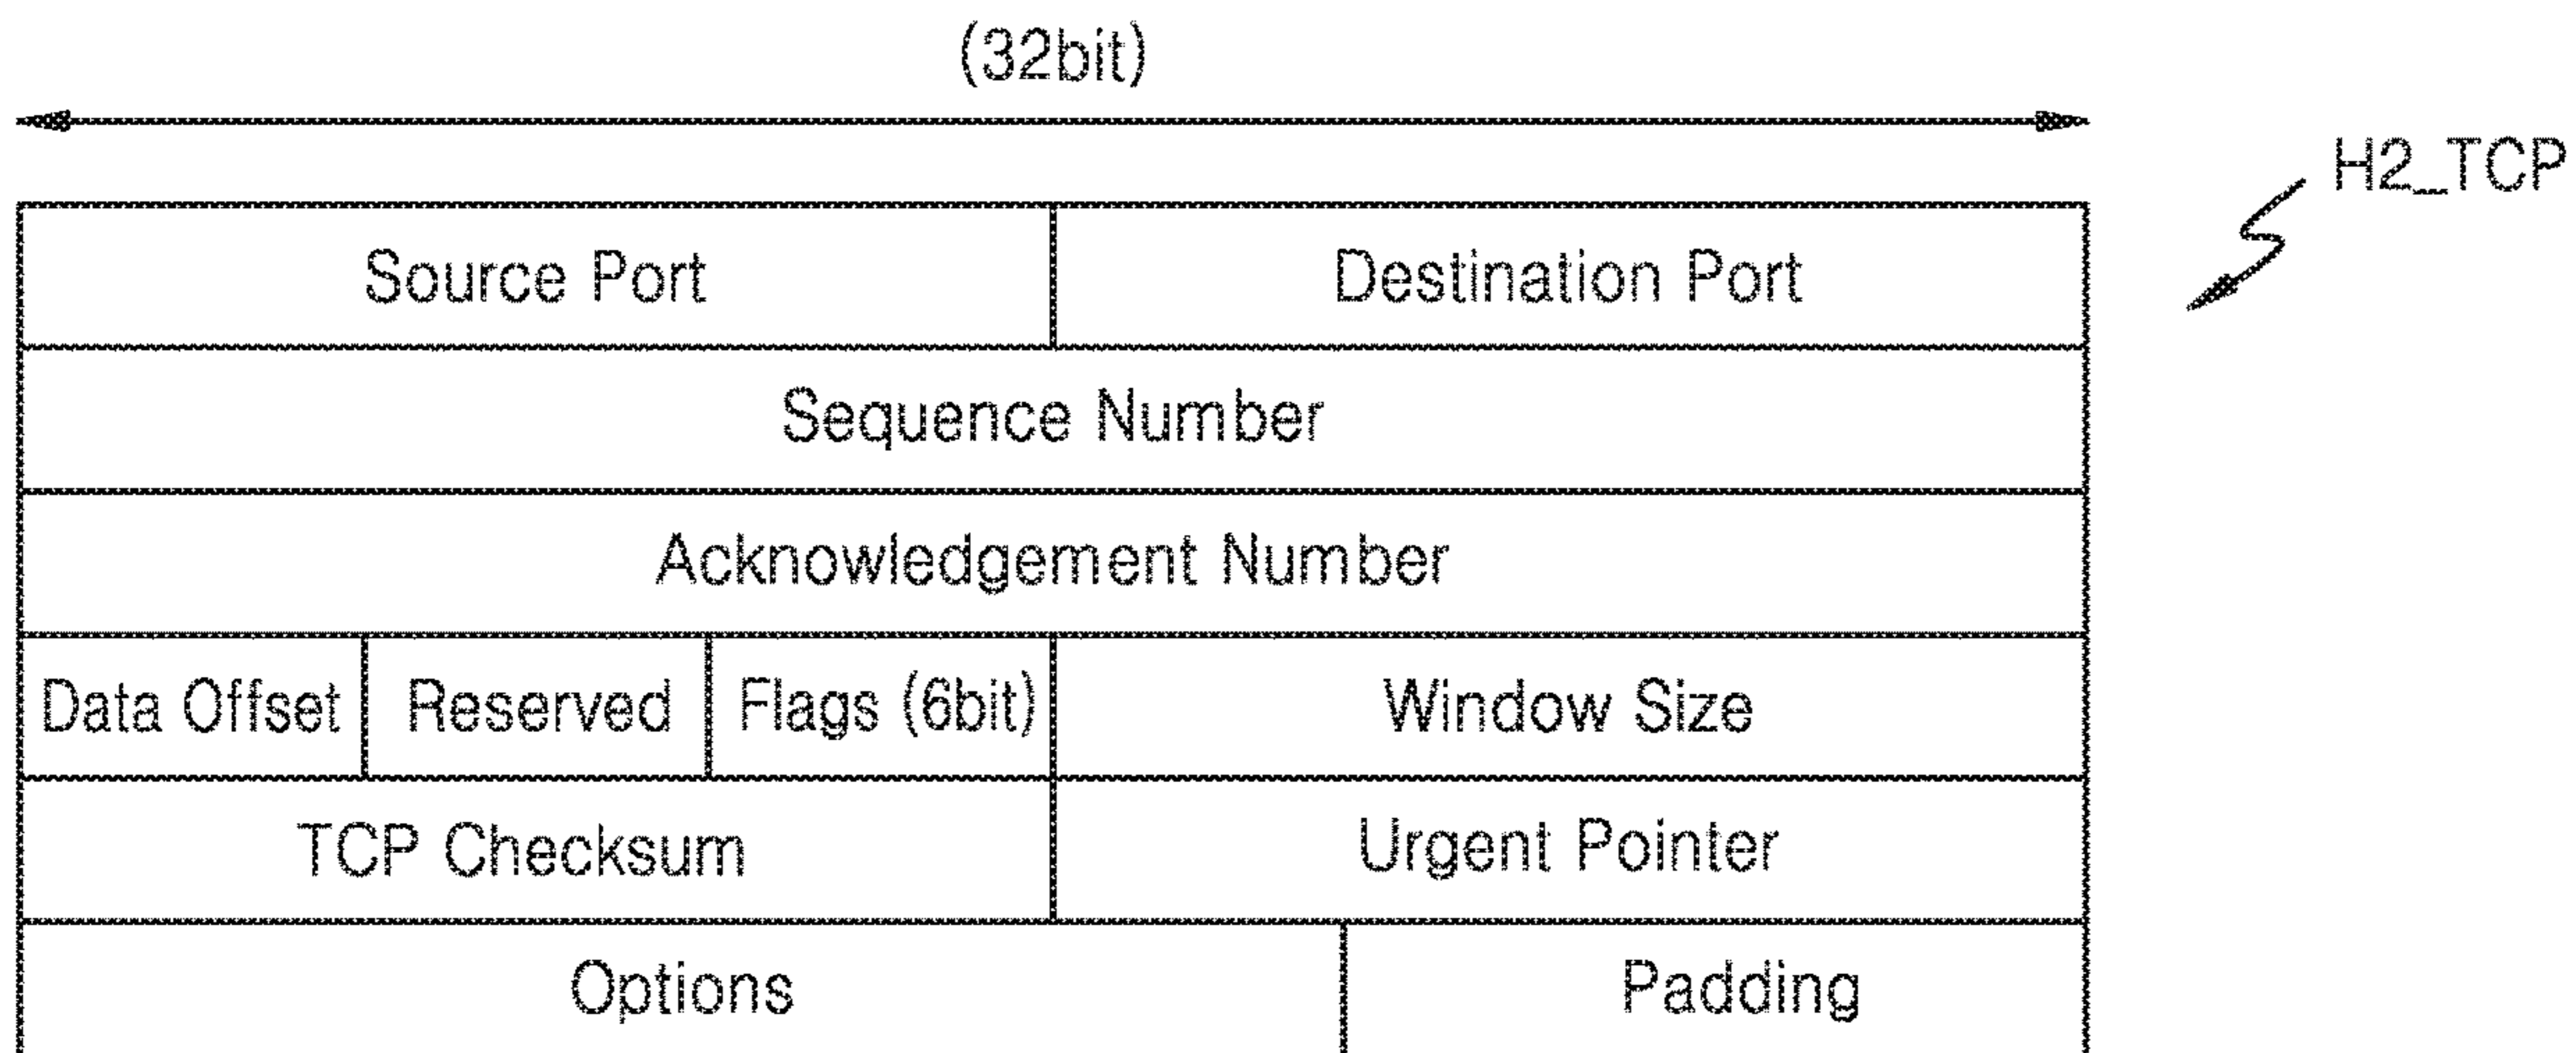 (32bit)
H2_TCP
Source Port
Destination Port
Sequence Number
Acknowledgement Number
Data Offset
Reserved
Flags (6bit)
Window Size
TCP Checksum
Urgent Pointer
Options
Padding